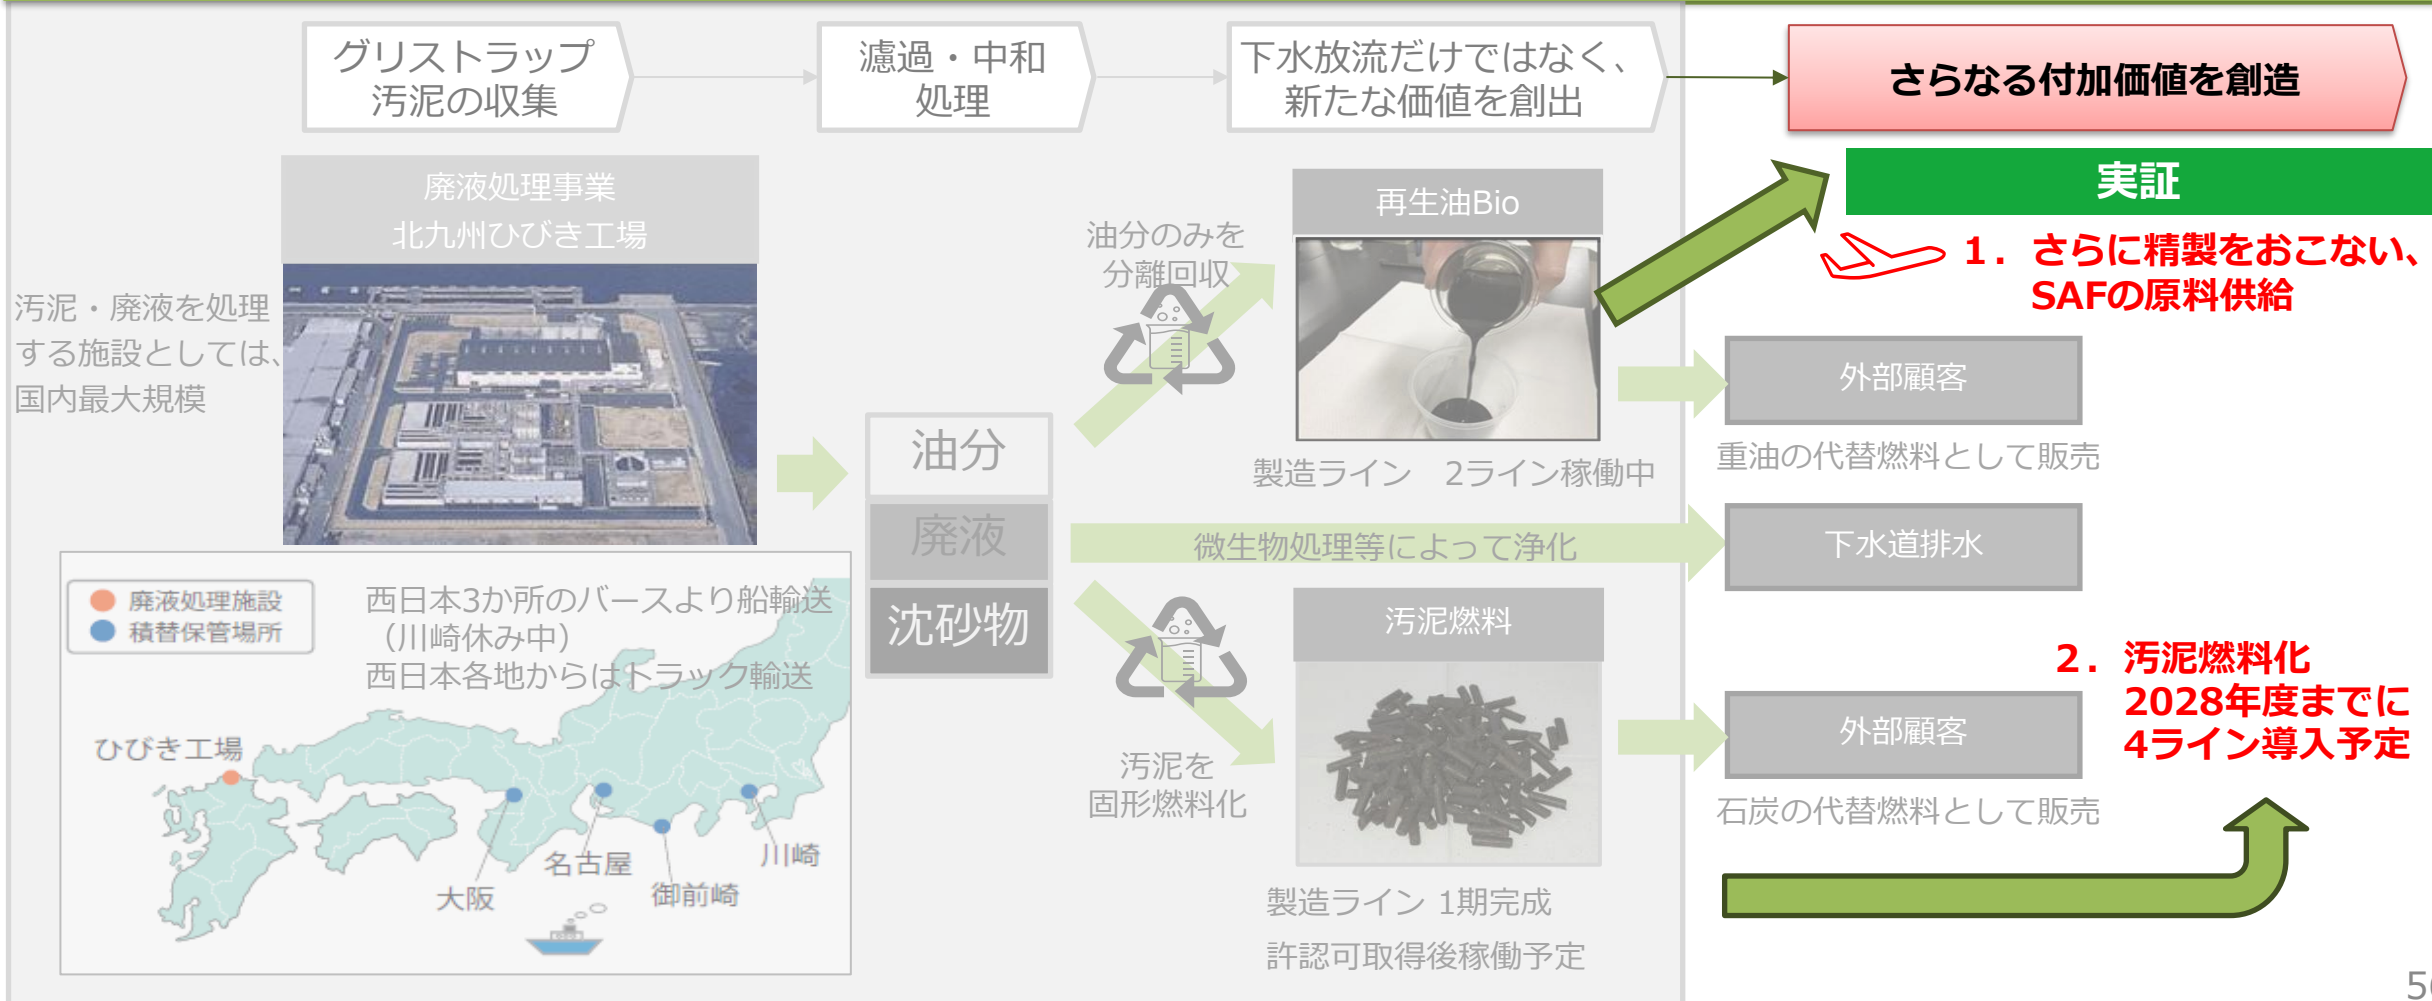 グリストラップ
汚泥の収集
濾過・中和
処理
下水放流だけではなく、
新たな価値を創出
さらなる付加価値を創造
廃液処理事業
北九州ひびき工場
汚泥・廃液を処理
する施設としては、
国内最大規模
油分
廃液
沈砂物
油分のみを
分離回収
再生油Bio
製造ライン 2ライン稼働中
実証
1．さらに精製をおこない、
SAFの原料供給
外部顧客
重油の代替燃料として販売
微生物処理等によって浄化
下水道排水
汚泥を
固形燃料化
汚泥燃料
製造ライン 1期完成
許認可取得後稼働予定
2．汚泥燃料化
2028年度までに
4ライン導入予定
外部顧客
石炭の代替燃料として販売
廃液処理施設
積替保管場所
西日本3か所のバースより船輸送
（川崎休み中）
西日本各地からはトラック輸送
ひびき工場
大阪
名古屋
御前崎
川崎